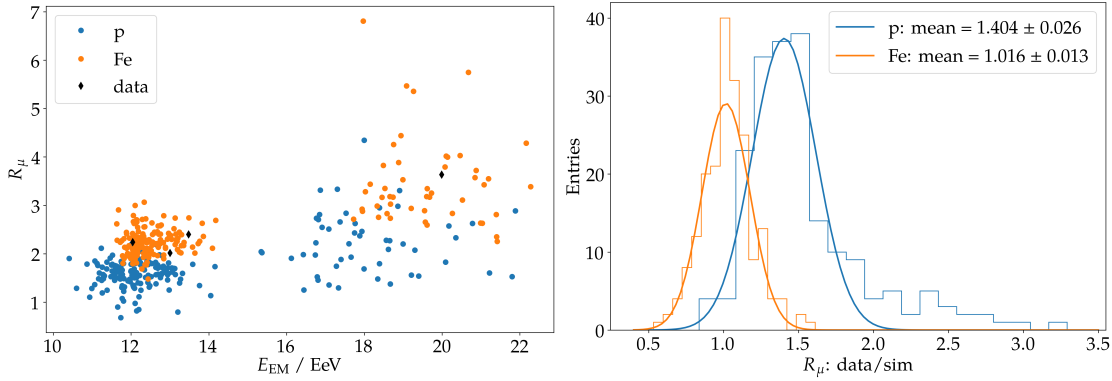 7
6
5
4
3
2
1
R_μ
p
Fe
data
10 12 14 16 18 20 22
E_EM / EeV
40
30
20
10
0
Entries
p: mean = 1.404 ± 0.026
Fe: mean = 1.016 ± 0.013
0.5 1.0 1.5 2.0 2.5 3.0 3.5
R_μ: data/sim